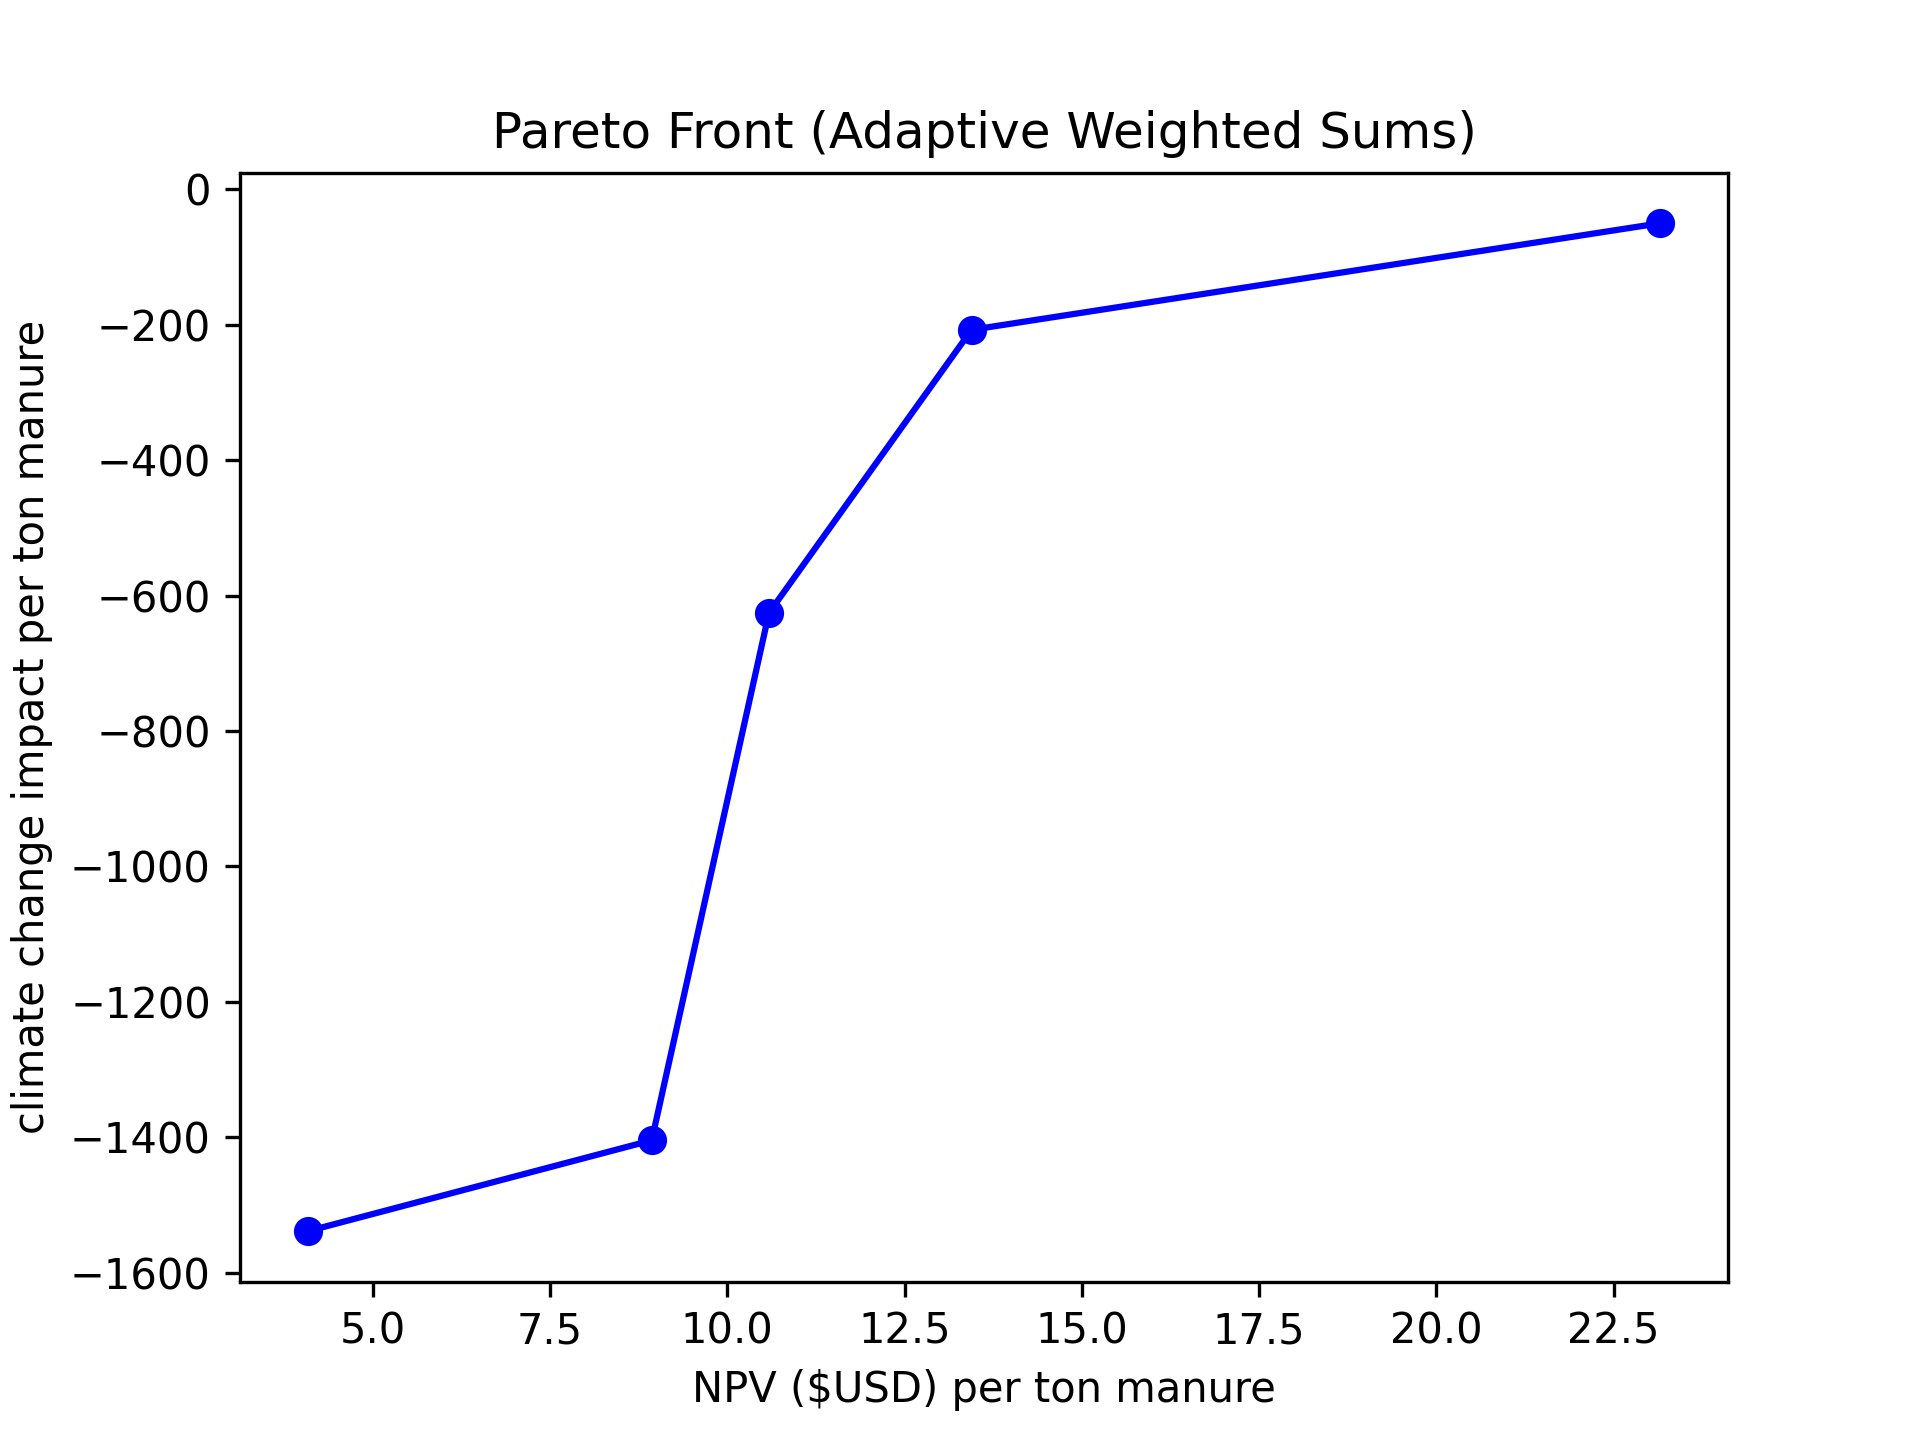 Pareto Front (Adaptive Weighted Sums)
climate change impact per ton manure
0
−200
−400
−600
−800
−1000
−1200
−1400
−1600
5.0 7.5 10.0 12.5 15.0 17.5 20.0 22.5
NPV ($USD) per ton manure